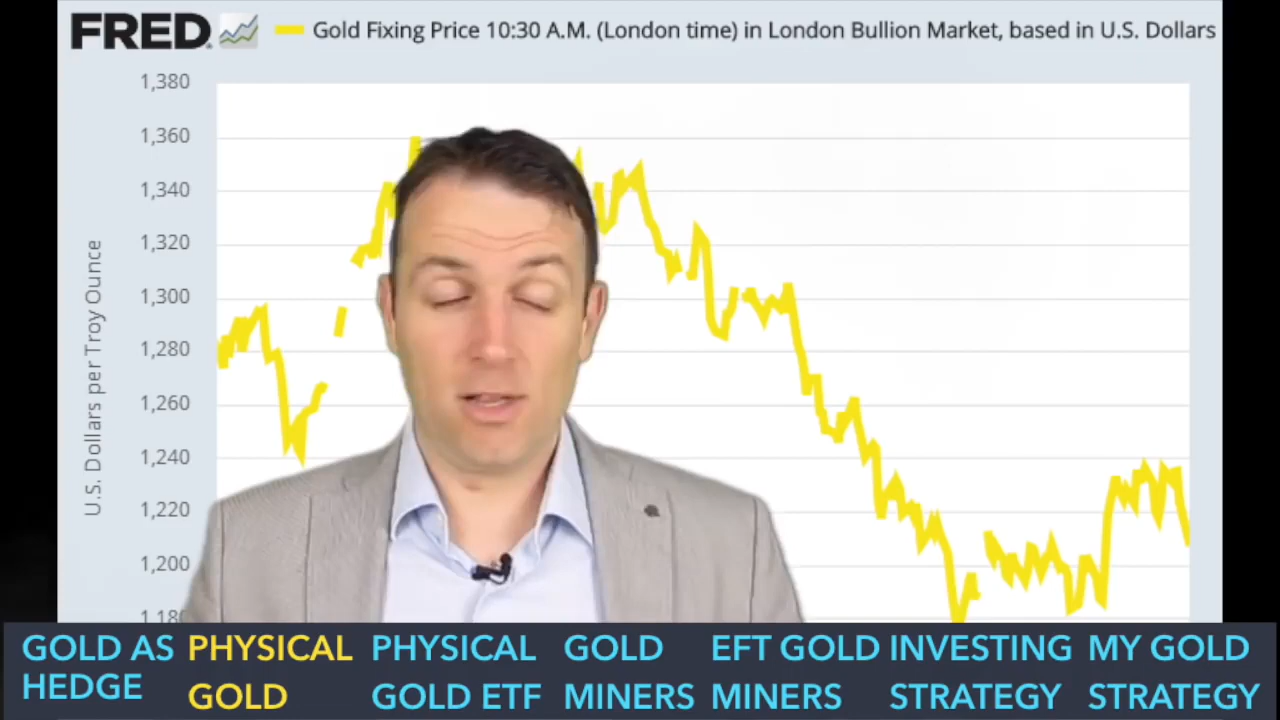 FRED
Gold Fixing Price 10:30 A.M. (London time) in London Bullion Market, based in U.S. Dollars
1,380
1,360
1,340
1,320
1,300
1,280
1,260
1,240
1,220
1,200
1,18
U.S. Dollars per Troy Ounce
GOLD AS
HEDGE
PHYSICAL
GOLD
PHYSICAL
GOLD ETF
GOLD
MINERS
EFT GOLD
MINERS
INVESTING
STRATEGY
MY GOLD
STRATEGY